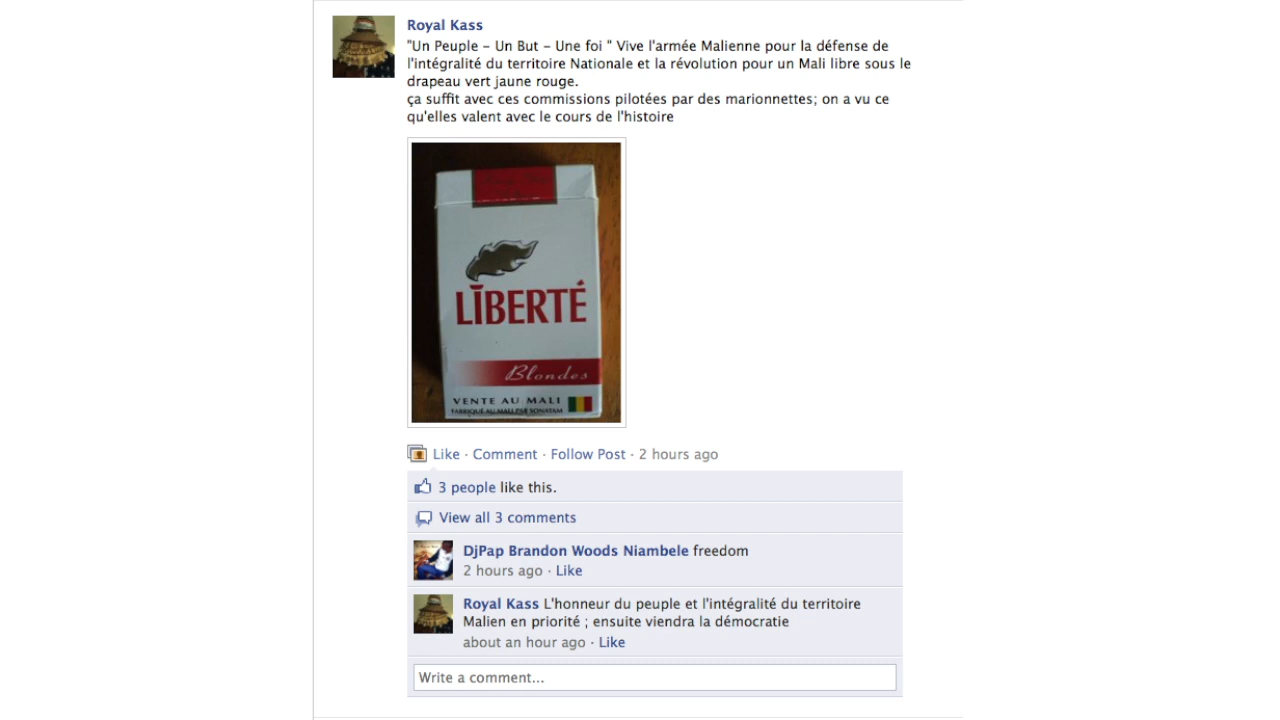 Royal Kass
"Un Peuple – Un But – Une foi " Vive l'armée Malienne pour la défense de
l'intégralité du territoire Nationale et la révolution pour un Mali libre sous le
drapeau vert jaune rouge.
ça suffit avec ces commissions pilotées par des marionnettes; on a vu ce
qu'elles valent avec le cours de l'histoire
LIBERTÉ
Blondes
VENTE AU MALI
FABRIQUÉ AU MALI PAR SONATAM
Like · Comment · Follow Post · 2 hours ago
3 people like this.
View all 3 comments
DjPap Brandon Woods Niambele freedom
2 hours ago · Like
Royal Kass L'honneur du peuple et l'intégralité du territoire
Malien en priorité ; ensuite viendra la démocratie
about an hour ago · Like
Write a comment...